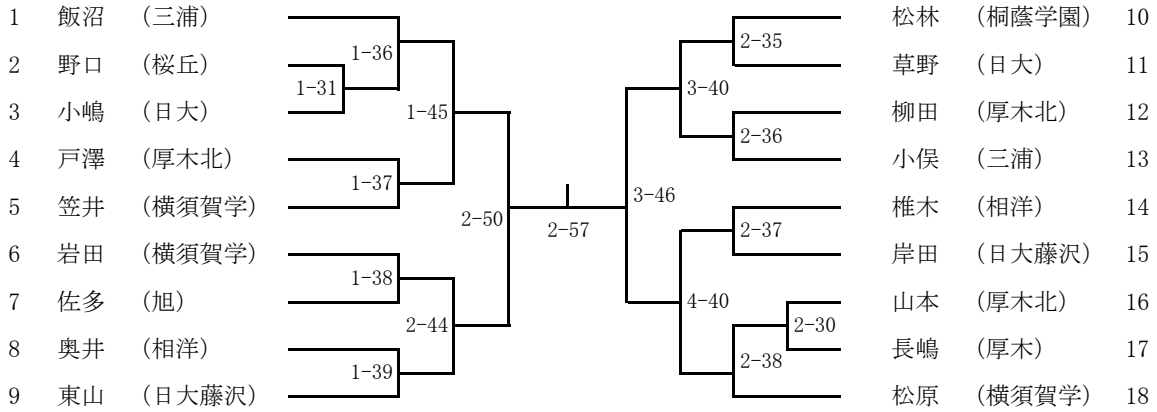 1 飯沼 （三浦） 松林 （桐蔭学園） 10
1-36 2-35
2 野口 （桜丘） 草野 （日大） 11
1-31 3-40
3 小嶋 （日大） 1-45 柳田 （厚木北） 12
2-36
4 戸澤 （厚木北） 小俣 （三浦） 13
1-37 3-46
5 笠井 （横須賀学） 椎木 （相洋） 14
2-50 2-57 2-37
6 岩田 （横須賀学） 岸田 （日大藤沢） 15
1-38
7 佐多 （旭） 4-40 山本 （厚木北） 16
2-44 2-30
8 奥井 （相洋） 長嶋 （厚木） 17
1-39 2-38
9 東山 （日大藤沢） 松原 （横須賀学） 18